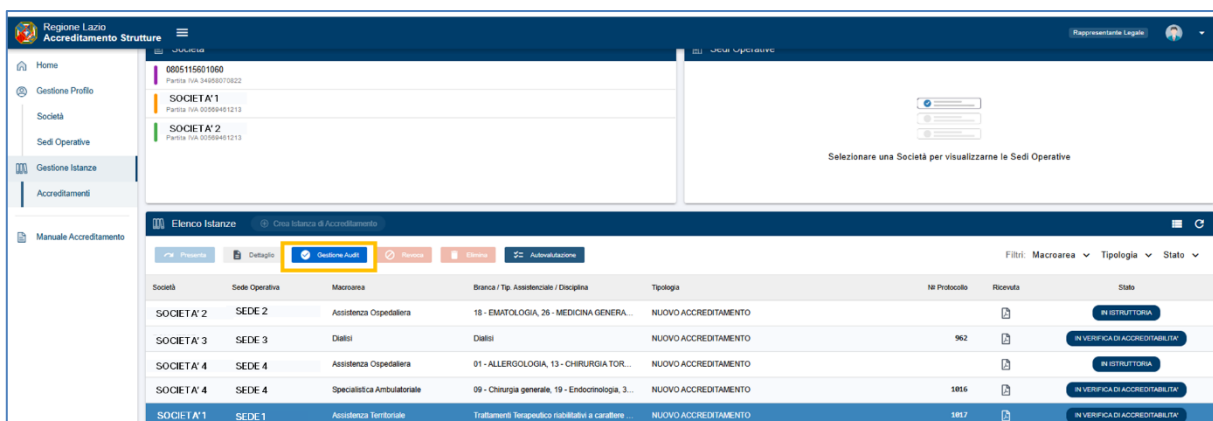 Regione Lazio
Accreditamento Strutture
Rappresentante Legale
Home
Gestione Profilo
Società
Sedi Operative
Gestione Istanze
Accreditamenti
Manuale Accreditamento
Società
0805115601060
Partita IVA 34958070822
SOCIETA' 1
Partita IVA 00569461213
SOCIETA' 2
Partita IVA 00569461213
Sedi Operative
Selezionare una Società per visualizzarne le Sedi Operative
Elenco Istanze Crea Istanza di Accreditamento
Presenta Dettaglio Gestione Audit Revoca Elimina Autovalutazione Filtri: Macroarea Tipologia Stato
Società Sede Operativa Macroarea Branca / Tip. Assistenziale / Disciplina Tipologia N# Protocollo Ricevuta Stato
SOCIETA' 2 SEDE 2 Assistenza Ospedaliera 18 - EMATOLOGIA, 26 - MEDICINA GENERA... NUOVO ACCREDITAMENTO IN ISTRUTTORIA
SOCIETA' 3 SEDE 3 Dialisi Dialisi NUOVO ACCREDITAMENTO 962 IN VERIFICA DI ACCREDITABILITA'
SOCIETA' 4 SEDE 4 Assistenza Ospedaliera 01 - ALLERGOLOGIA, 13 - CHIRURGIA TOR... NUOVO ACCREDITAMENTO IN ISTRUTTORIA
SOCIETA' 4 SEDE 4 Specialistica Ambulatoriale 09 - Chirurgia generale, 19 - Endocrinologia, 3... NUOVO ACCREDITAMENTO 1016 IN VERIFICA DI ACCREDITABILITA'
SOCIETA' 1 SEDE 1 Assistenza Territoriale Trattamenti Terapeutico riabilitativi a carattere ... NUOVO ACCREDITAMENTO 1017 IN VERIFICA DI ACCREDITABILITA'